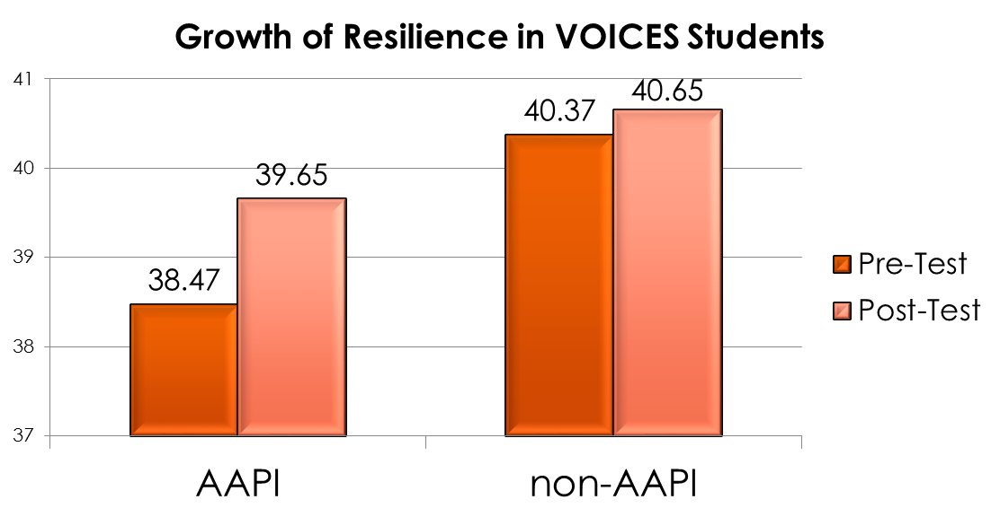 Growth of Resilience in VOICES Students
41
40
39
38
37
38.47
39.65
40.37
40.65
AAPI
non-AAPI
Pre-Test
Post-Test